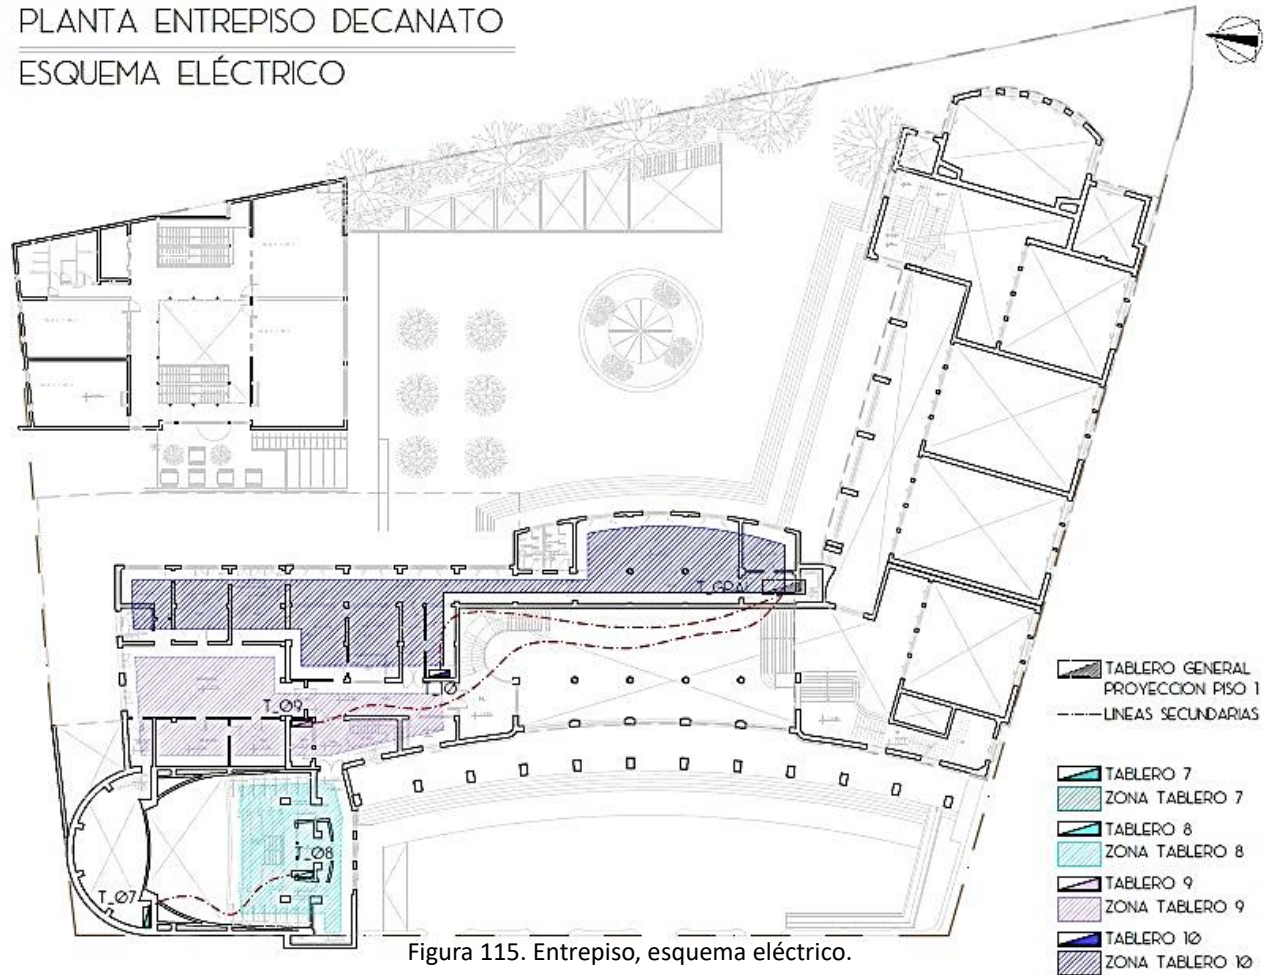 PLANTA ENTREPISO DECANATO
ESQUEMA ELÉCTRICO
T_GRAL
T_10
T_09
T_08
T_07
TABLERO GENERAL
PROYECCION PISO 1
LINEAS SECUNDARIAS
TABLERO 7
ZONA TABLERO 7
TABLERO 8
ZONA TABLERO 8
TABLERO 9
ZONA TABLERO 9
TABLERO 10
ZONA TABLERO 10
Figura 115. Entrepiso, esquema eléctrico.